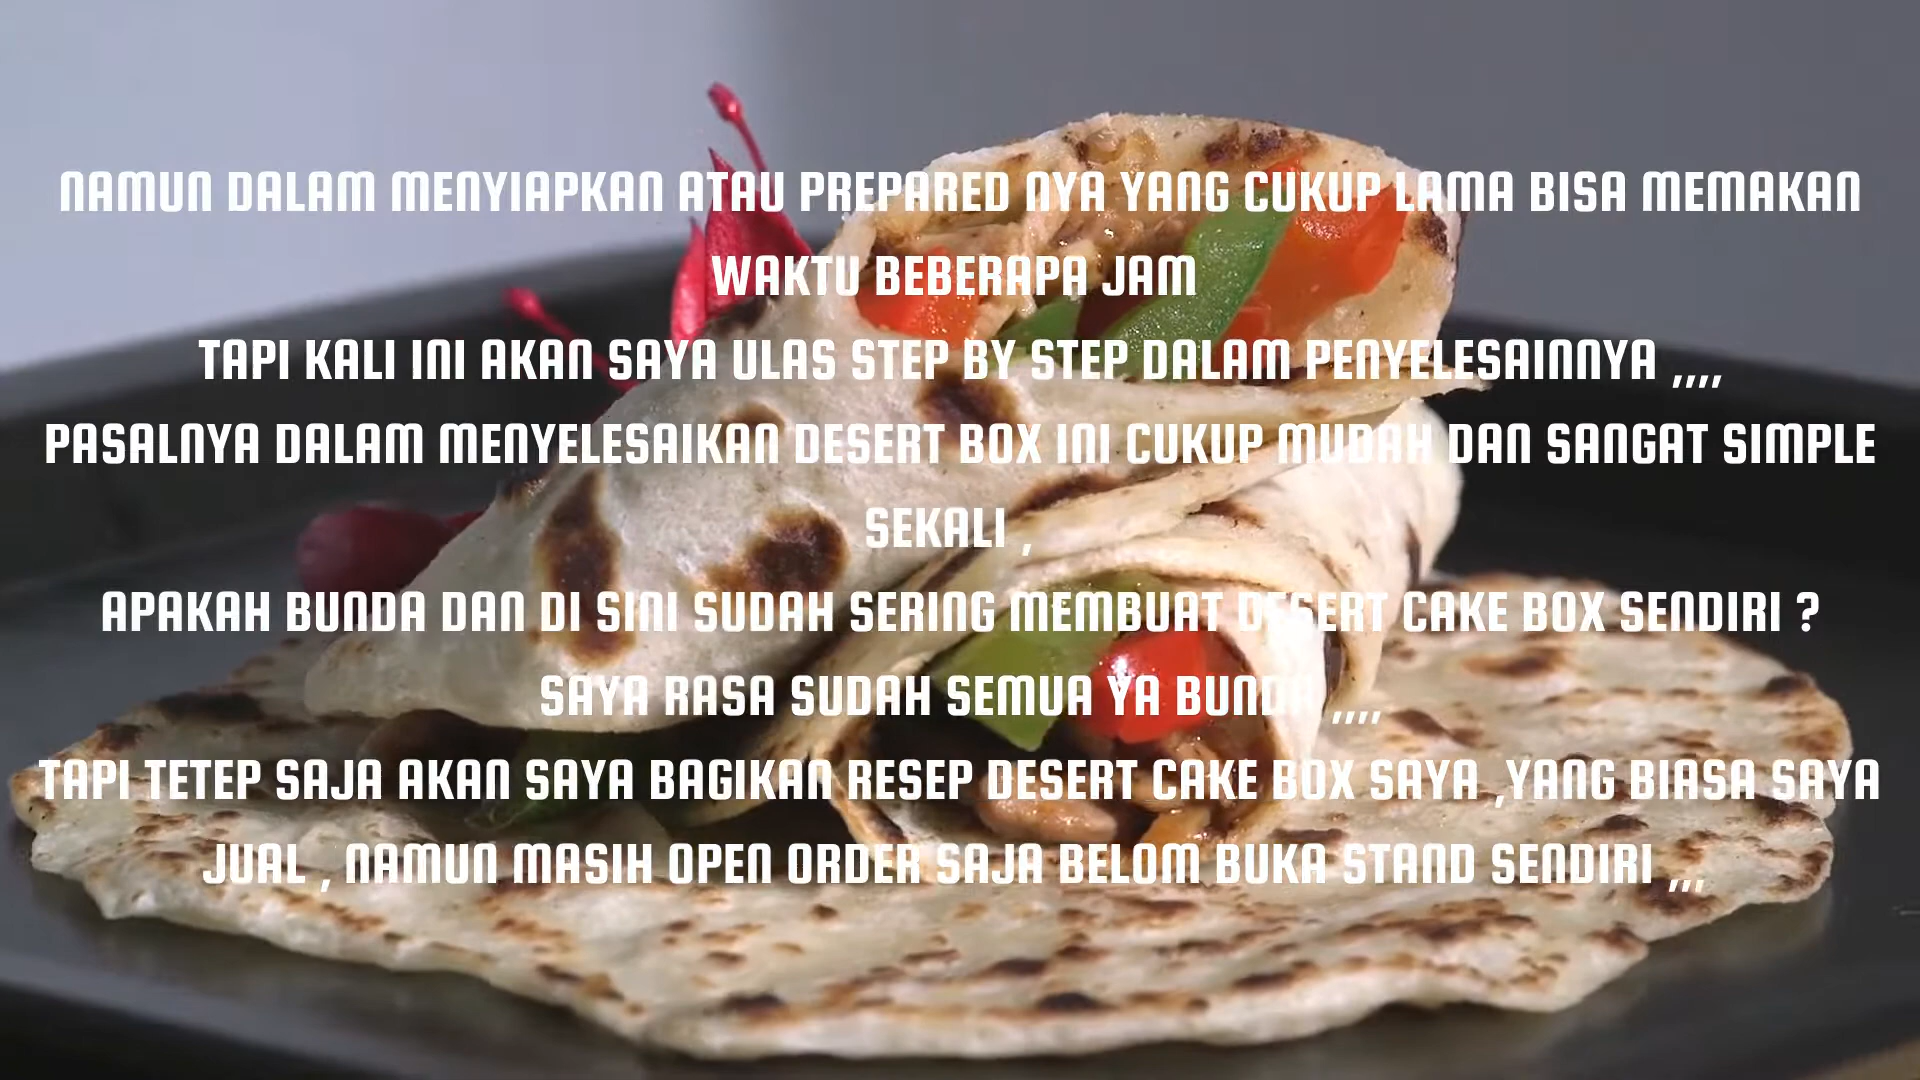 NAMUN DALAM MENYIAPKAN ATAU PREPARED NYA YANG CUKUP LAMA BISA MEMAKAN
WAKTU BEBERAPA JAM
TAPI KALI INI AKAN SAYA ULAS STEP BY STEP DALAM PENYELESAINNYA ,,,,
PASALNYA DALAM MENYELESAIKAN DESERT BOX INI CUKUP MUDAH DAN SANGAT SIMPLE
SEKALI ,
APAKAH BUNDA DAN DI SINI SUDAH SERING MEMBUAT DESERT CAKE BOX SENDIRI ?
SAYA RASA SUDAH SEMUA YA BUNDA ,,,,
TAPI TETEP SAJA AKAN SAYA BAGIKAN RESEP DESERT CAKE BOX SAYA ,YANG BIASA SAYA
JUAL , NAMUN MASIH OPEN ORDER SAJA BELOM BUKA STAND SENDIRI ,,,